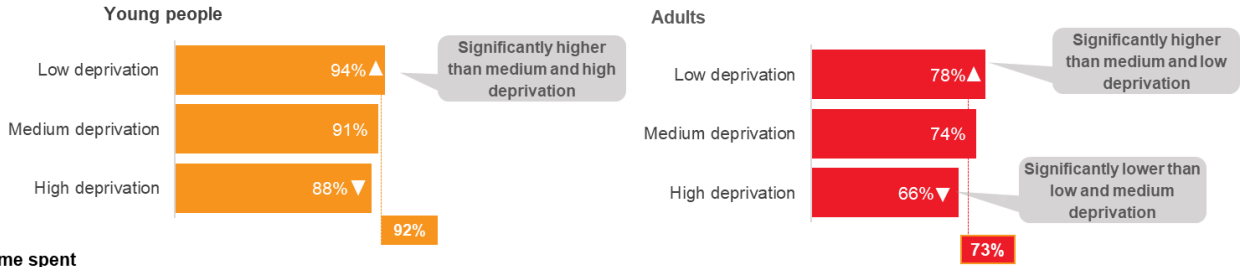 Young people
Low deprivation
94%▲
Significantly higher
than medium and high
deprivation
Medium deprivation
91%
High deprivation
88%▼
92%
Adults
Low deprivation
78%▲
Significantly higher
than medium and low
deprivation
Medium deprivation
74%
High deprivation
66%▼
Significantly lower than
low and medium
deprivation
73%
me spent